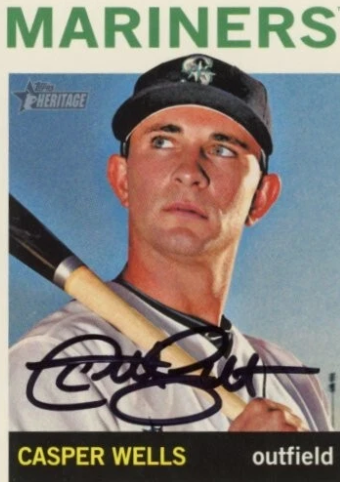 MARINERS
Topps
HERITAGE
CASPER WELLS outfield